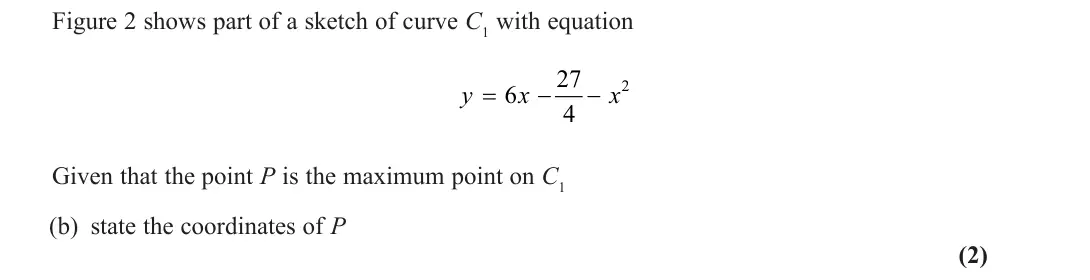 Figure 2 shows part of a sketch of curve C₁ with equation
y = 6x − 27/4 − x²
Given that the point P is the maximum point on C₁
(b) state the coordinates of P
(2)